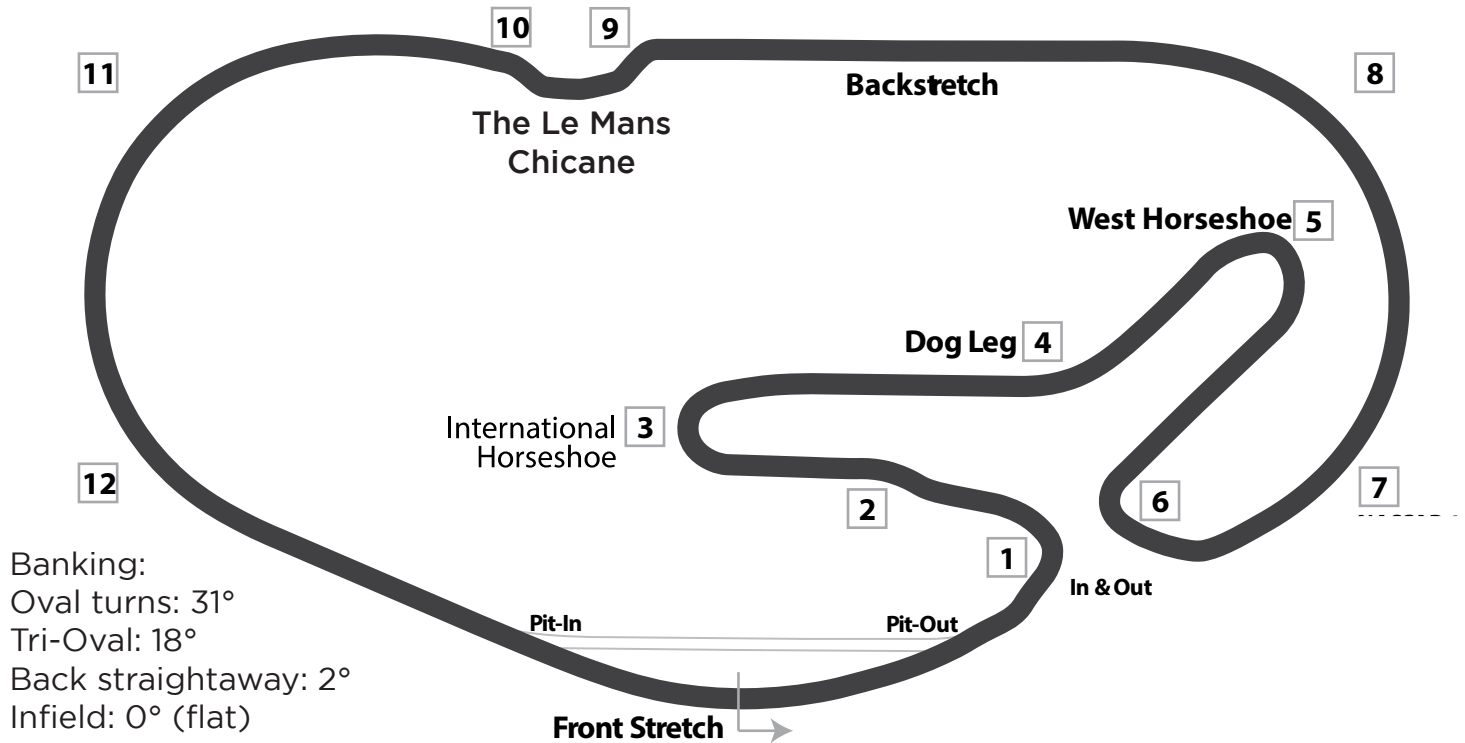 10
9
11
8
Backstretch
The Le Mans
Chicane
West Horseshoe
5
Dog Leg
4
International
Horseshoe
3
12
7
2
6
1
In & Out
Banking:
Oval turns: 31°
Tri-Oval: 18°
Back straightaway: 2°
Infield: 0° (flat)
Pit-In
Pit-Out
Front Stretch